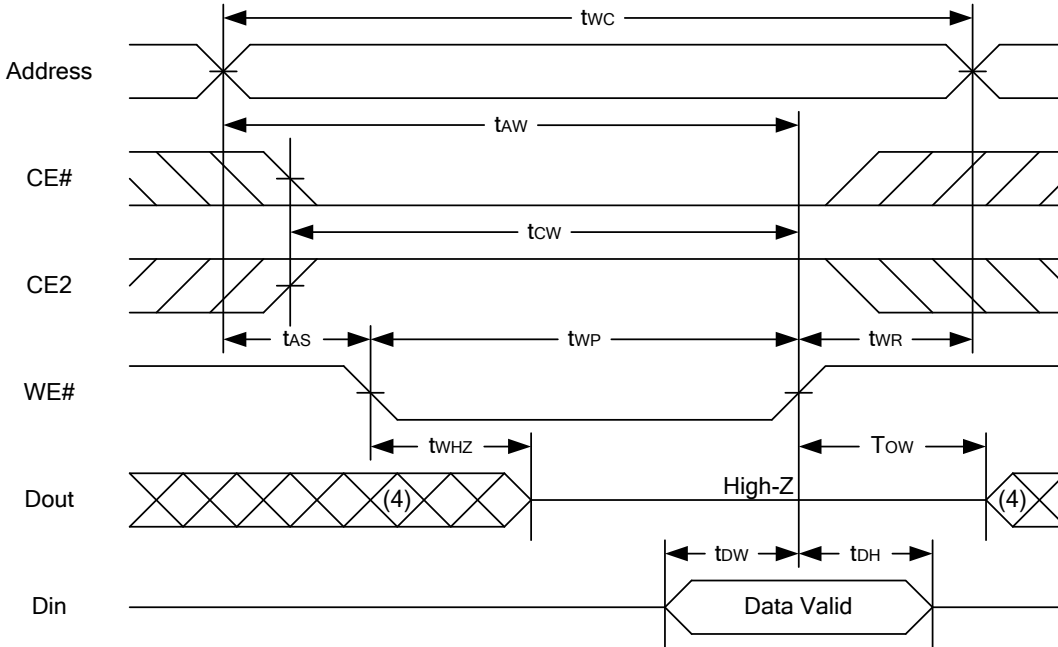 tWC
Address
tAW
CE#
tCW
CE2
tAS tWP tWR
WE#
tWHZ TOW
Dout (4) High-Z (4)
tDW tDH
Din Data Valid